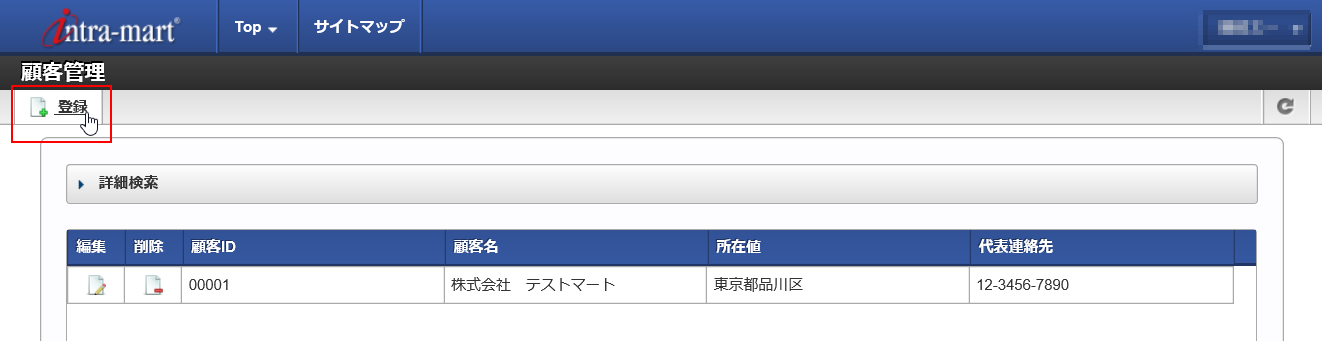 intra-mart® Top サイトマップ
顧客管理
登録
詳細検索
編集 削除 顧客ID 顧客名 所在値 代表連絡先
00001 株式会社　テストマート 東京都品川区 12-3456-7890